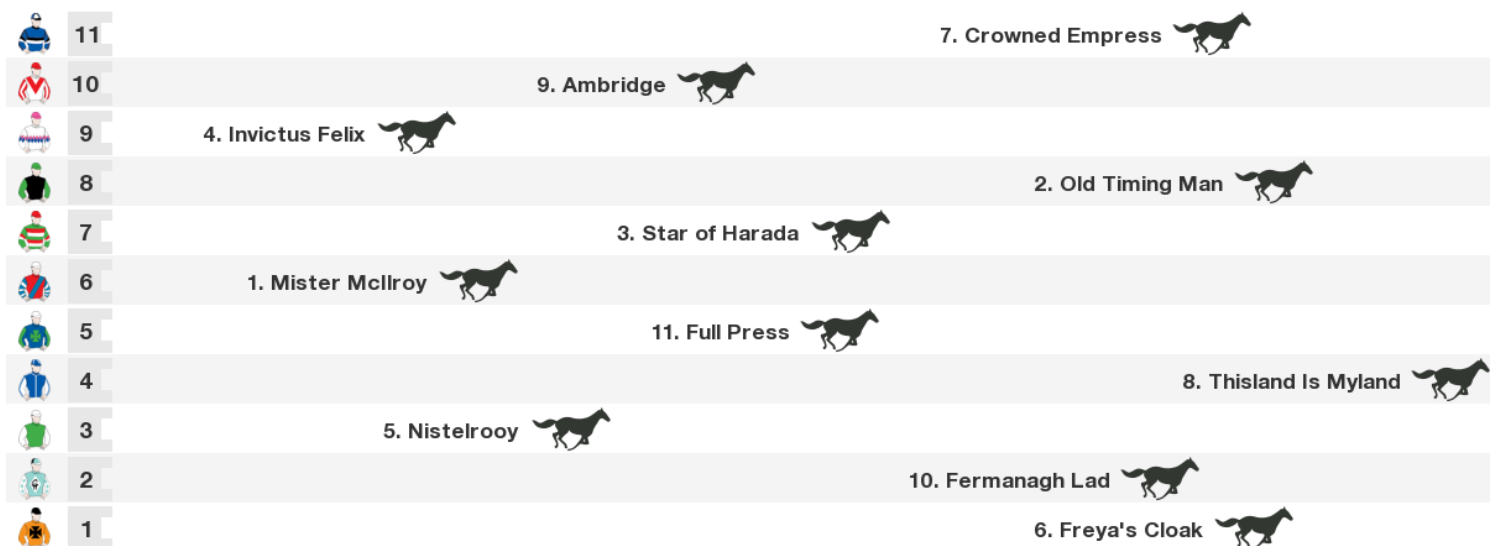 11 7. Crowned Empress
10 9. Ambridge
9 4. Invictus Felix
8 2. Old Timing Man
7 3. Star of Harada
6 1. Mister McIlroy
5 11. Full Press
4 8. Thisland Is Myland
3 5. Nistelrooy
2 10. Fermanagh Lad
1 6. Freya's Cloak